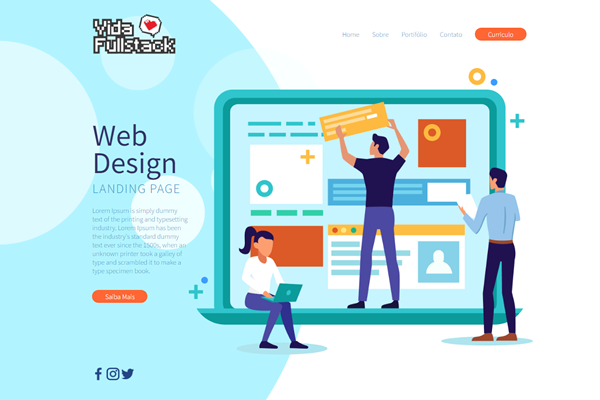 Vida
Fullstack
Home Sobre Portfólio Contato Currículo
Web
Design
LANDING PAGE
Lorem Ipsum is simply dummy
text of the printing and typesetting
industry. Lorem Ipsum has been
the industry's standard dummy
text ever since the 1500s, when an
unknown printer took a galley of
type and scrambled it to make a
type specimen book.
Saiba Mais